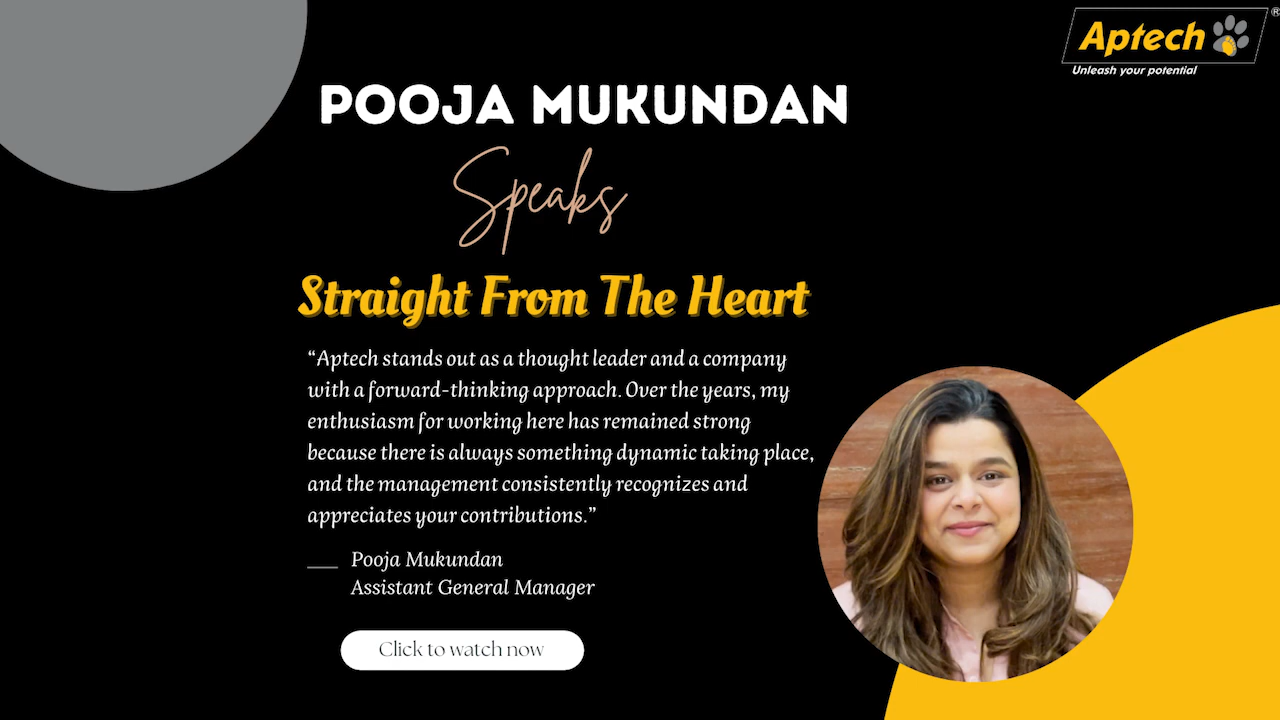 Aptech
®
Unleash your potential
POOJA MUKUNDAN
Speaks
Straight From The Heart
“Aptech stands out as a thought leader and a company
with a forward-thinking approach. Over the years, my
enthusiasm for working here has remained strong
because there is always something dynamic taking place,
and the management consistently recognizes and
appreciates your contributions.”
Pooja Mukundan
Assistant General Manager
Click to watch now